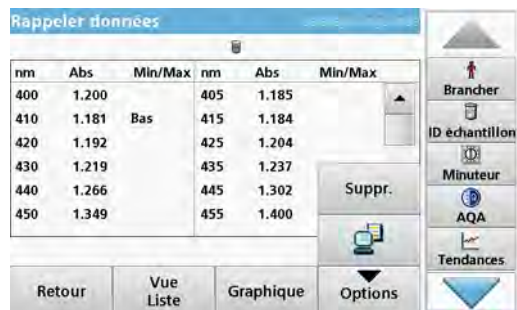 Rappeler données
nm Abs Min/Max nm Abs Min/Max
400 1.200 405 1.185
410 1.181 Bas 415 1.184
420 1.192 425 1.204
430 1.219 435 1.237
440 1.266 445 1.302
450 1.349 455 1.400
Suppr.
Retour
Vue
Liste
Graphique
Options
Brancher
ID échantillon
Minuteur
AQA
Tendances